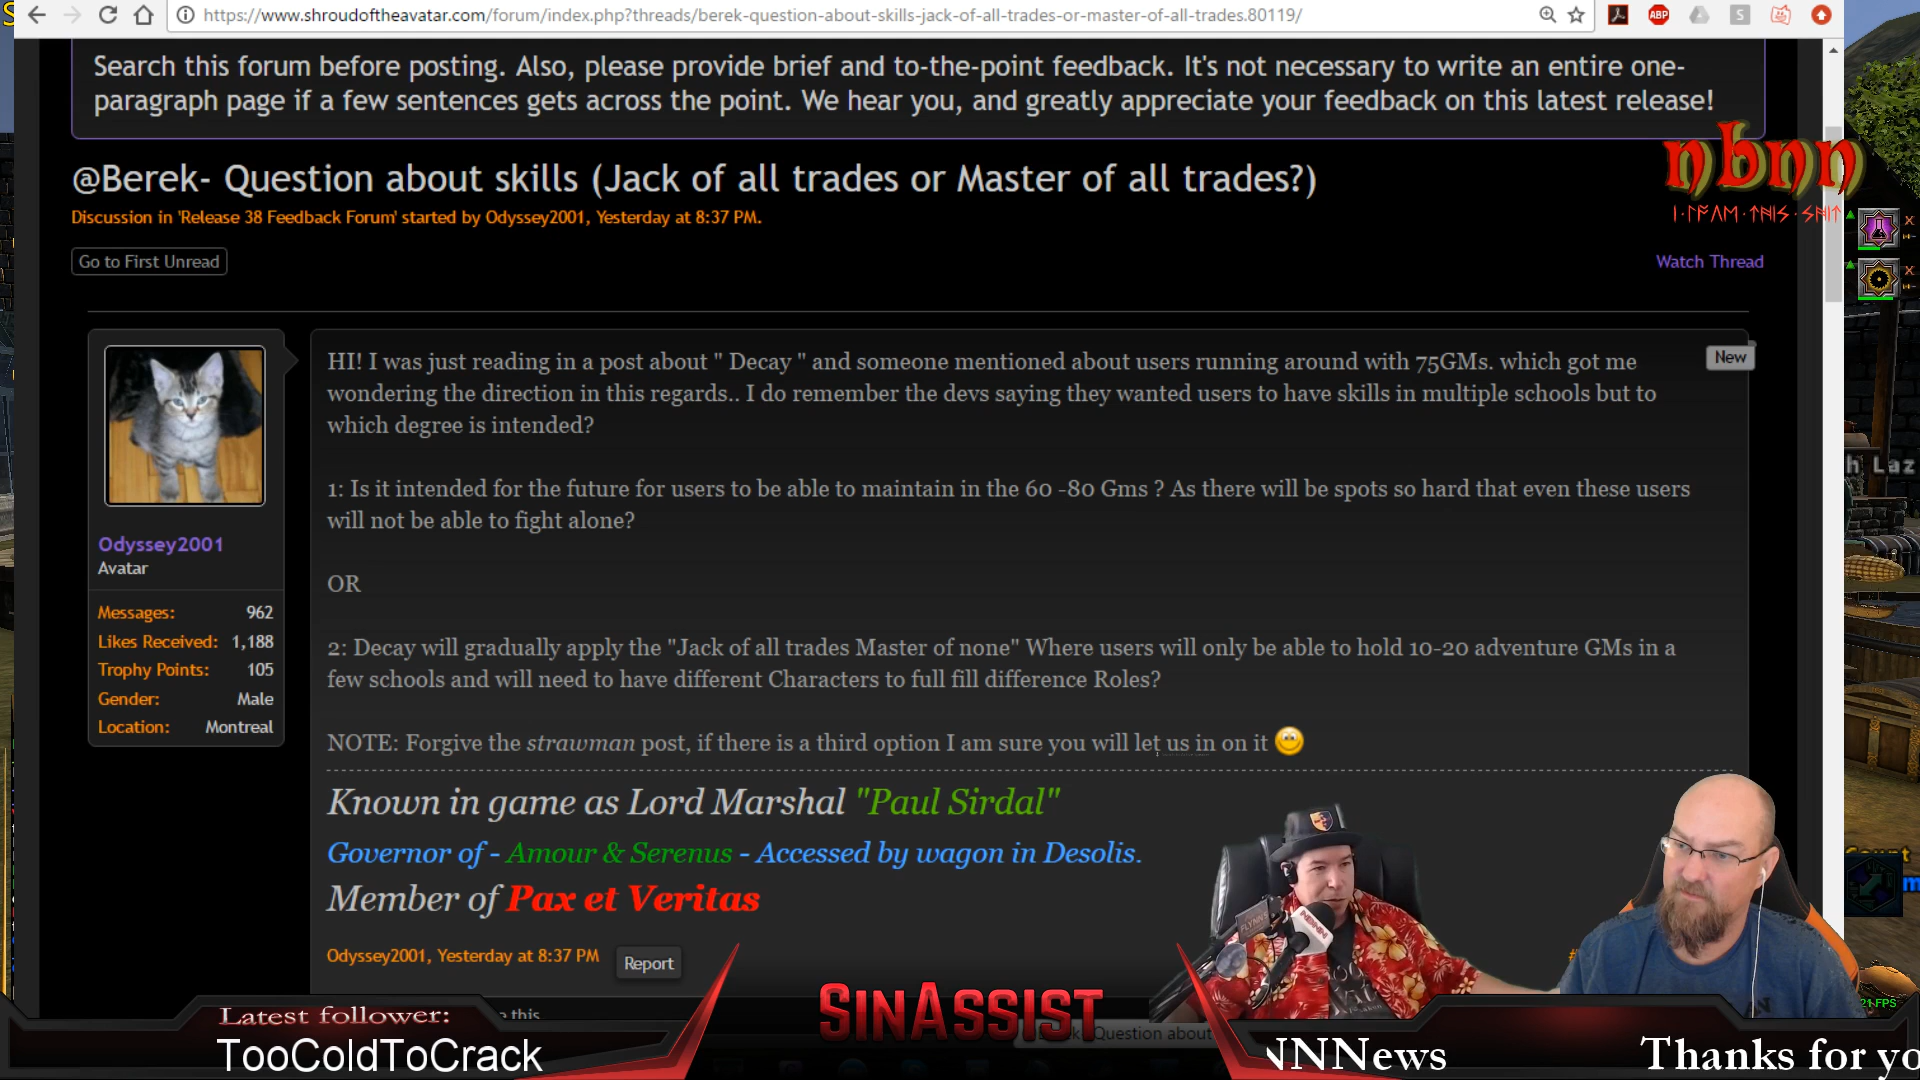 https://www.shroudoftheavatar.com/forum/index.php?threads/berek-question-about-skills-jack-of-all-trades-or-master-of-all-trades.80119/
ABP
S
Search this forum before posting. Also, please provide brief and to-the-point feedback. It's not necessary to write an entire one-
paragraph page if a few sentences gets across the point. We hear you, and greatly appreciate your feedback on this latest release!
nbnn
@Berek- Question about skills (Jack of all trades or Master of all trades?)
Discussion in 'Release 38 Feedback Forum' started by Odyssey2001, Yesterday at 8:37 PM.
Go to First Unread
Watch Thread
New
HI! I was just reading in a post about " Decay " and someone mentioned about users running around with 75GMs. which got me
wondering the direction in this regards.. I do remember the devs saying they wanted users to have skills in multiple schools but to
which degree is intended?
1: Is it intended for the future for users to be able to maintain in the 60 -80 Gms ? As there will be spots so hard that even these users
will not be able to fight alone?
OR
2: Decay will gradually apply the "Jack of all trades Master of none" Where users will only be able to hold 10-20 adventure GMs in a
few schools and will need to have different Characters to full fill difference Roles?
NOTE: Forgive the strawman post, if there is a third option I am sure you will let us in on it
Odyssey2001
Avatar
Messages: 962
Likes Received: 1,188
Trophy Points: 105
Gender: Male
Location: Montreal
Known in game as Lord Marshal "Paul Sirdal"
Governor of - Amour & Serenus - Accessed by wagon in Desolis.
Member of Pax et Veritas
Odyssey2001, Yesterday at 8:37 PM
Report
this
h Laz
21 FPS
Latest follower:
TooColdToCrack
SINASSIST
Question about
NNNews
Thanks for yo